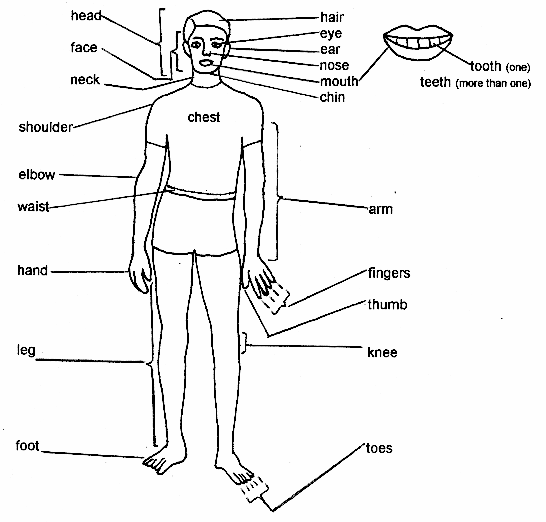 head
face
neck
shoulder
elbow
waist
hand
leg
foot
chest
hair
eye
ear
nose
mouth
chin
arm
fingers
thumb
knee
toes
tooth (one)
teeth (more than one)